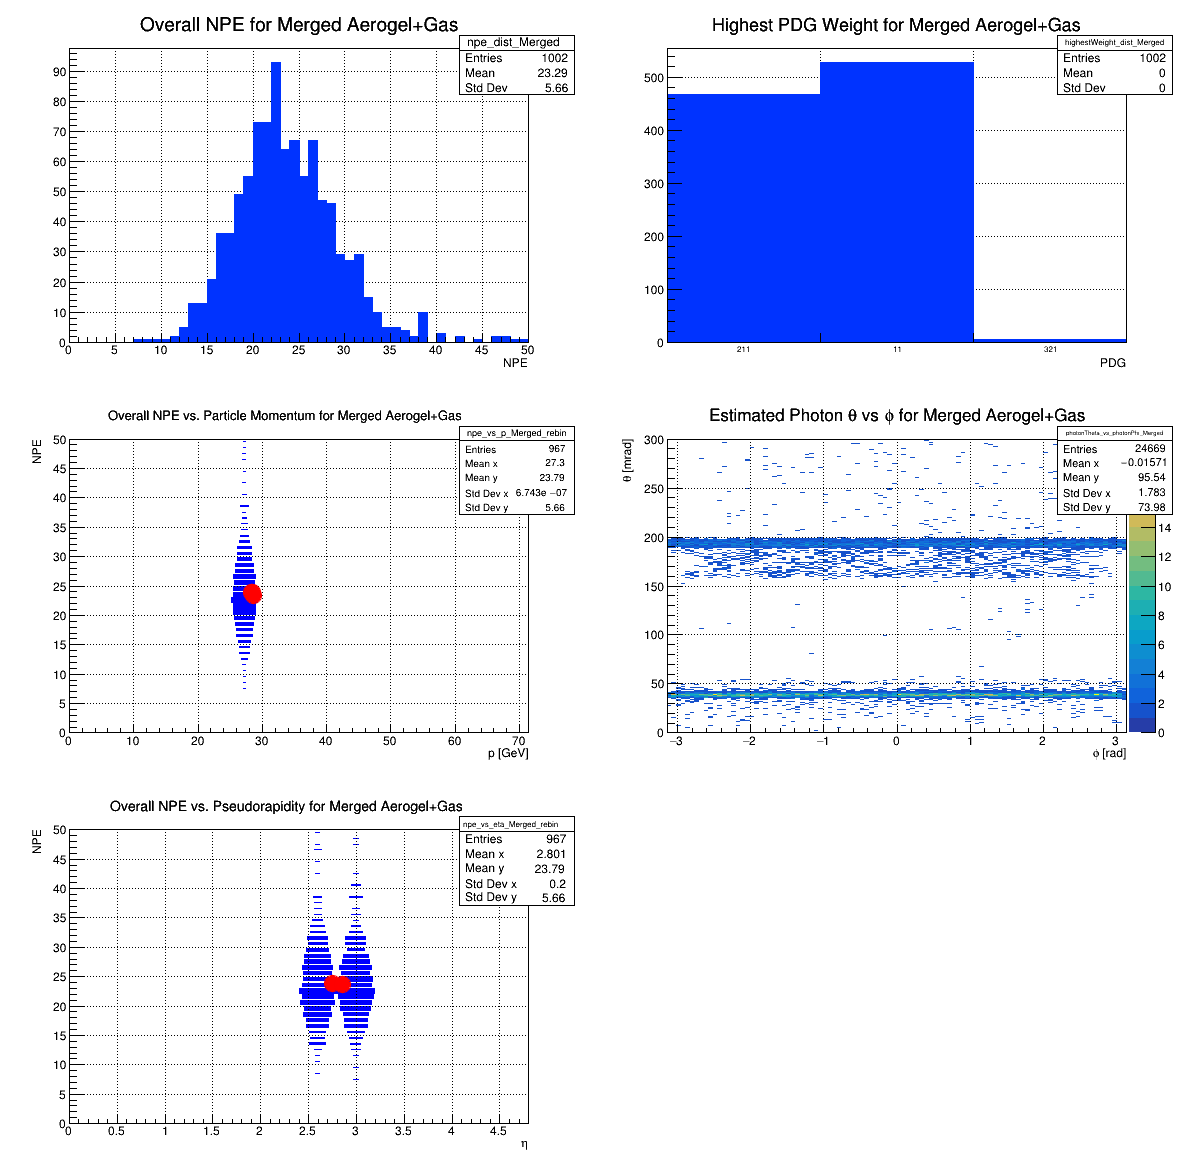 Overall NPE for Merged Aerogel+Gas
npe_dist_Merged
Entries 1002
Mean 23.29
Std Dev 5.66
90
80
70
60
50
40
30
20
10
0
0 5 10 15 20 25 30 35 40 45 50
NPE
Highest PDG Weight for Merged Aerogel+Gas
highestWeight_dist_Merged
Entries 1002
Mean 0
Std Dev 0
500
400
300
200
100
0
211 11 321
PDG
Overall NPE vs. Particle Momentum for Merged Aerogel+Gas
npe_vs_p_Merged_rebin
Entries 967
Mean x 27.3
Mean y 23.79
Std Dev x 6.743e −07
Std Dev y 5.66
NPE
50
45
40
35
30
25
20
15
10
5
0
0 10 20 30 40 50 60 70
p [GeV]
Estimated Photon θ vs ϕ for Merged Aerogel+Gas
photonTheta_vs_photonPhi_Merged
Entries 24669
Mean x −0.01571
Mean y 95.54
Std Dev x 1.783
Std Dev y 73.98
θ [mrad]
300
250
200
150
100
50
0
−3 −2 −1 0 1 2 3
ϕ [rad]
14
12
10
8
6
4
2
0
Overall NPE vs. Pseudorapidity for Merged Aerogel+Gas
npe_vs_eta_Merged_rebin
Entries 967
Mean x 2.801
Mean y 23.79
Std Dev x 0.2
Std Dev y 5.66
NPE
50
45
40
35
30
25
20
15
10
5
0
0 0.5 1 1.5 2 2.5 3 3.5 4 4.5
η